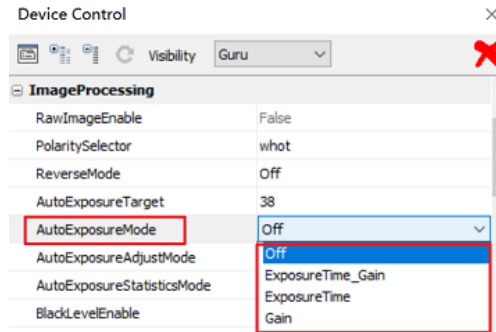 Device Control
Visibility Guru
ImageProcessing
RawImageEnable False
PolaritySelector whot
ReverseMode Off
AutoExposureTarget 38
AutoExposureMode Off
Off
AutoExposureAdjustMode
ExposureTime_Gain
AutoExposureStatisticsMode
ExposureTime
BlackLevelEnable
Gain